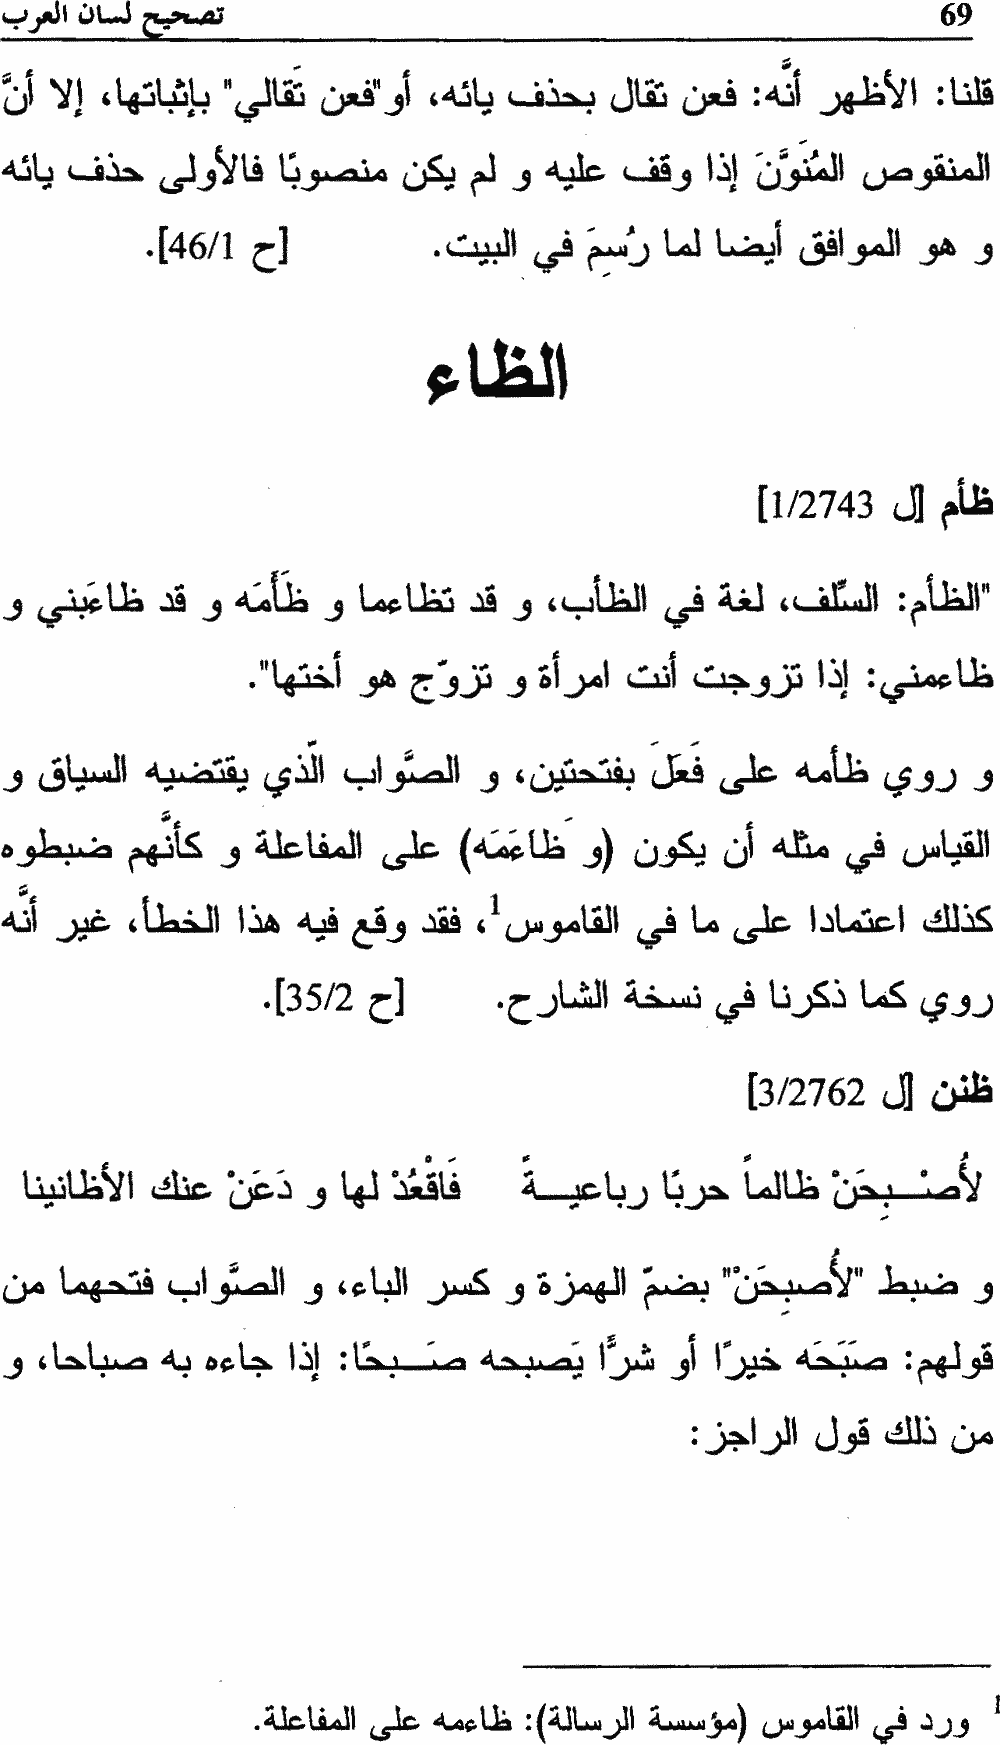 69 تصحيح لسان العرب
قلنا: الأظهر أنَّه: فعن تقال بحذف يائه، أو"فعن تَقالي" بإثباتها، إلا أنَّ
المنقوص المُنَوَّنَ إذا وقف عليه و لم يكن منصوبًا فالأولى حذف يائه
و هو الموافق أيضا لما رُسِمَ في البيت. [ح 46/1].
الظاء
ظأم [ل 1/2743]
"الظأم: السِّلف، لغة في الظأب، و قد تظاءما و ظَأَمَه و قد ظاءَبني و
ظاءمني: إذا تزوجت أنت امرأة و تزوّج هو أختها".
و روي ظأمه على فَعَلَ بفتحتين، و الصَّواب الّذي يقتضيه السياق و
القياس في مثله أن يكون (و َظاءَمَه) على المفاعلة و كأنَّهم ضبطوه
كذلك اعتمادا على ما في القاموس1، فقد وقع فيه هذا الخطأ، غير أنَّه
روي كما ذكرنا في نسخة الشارح. [ح 35/2].
ظنن [ل 3/2762]
لأُصْـبِحَنْ ظالماً حربًا رباعيـةً فَاقْعُدْ لها و دَعَنْ عنك الأظانينا
و ضبط "لأُصبِحَنْ" بضمّ الهمزة و كسر الباء، و الصَّواب فتحهما من
قولهم: صَبَحَه خيرًا أو شرًّا يَصبحه صَـبحًا: إذا جاءه به صباحا، و
من ذلك قول الراجز:
1 ورد في القاموس (مؤسسة الرسالة): ظاءمه على المفاعلة.